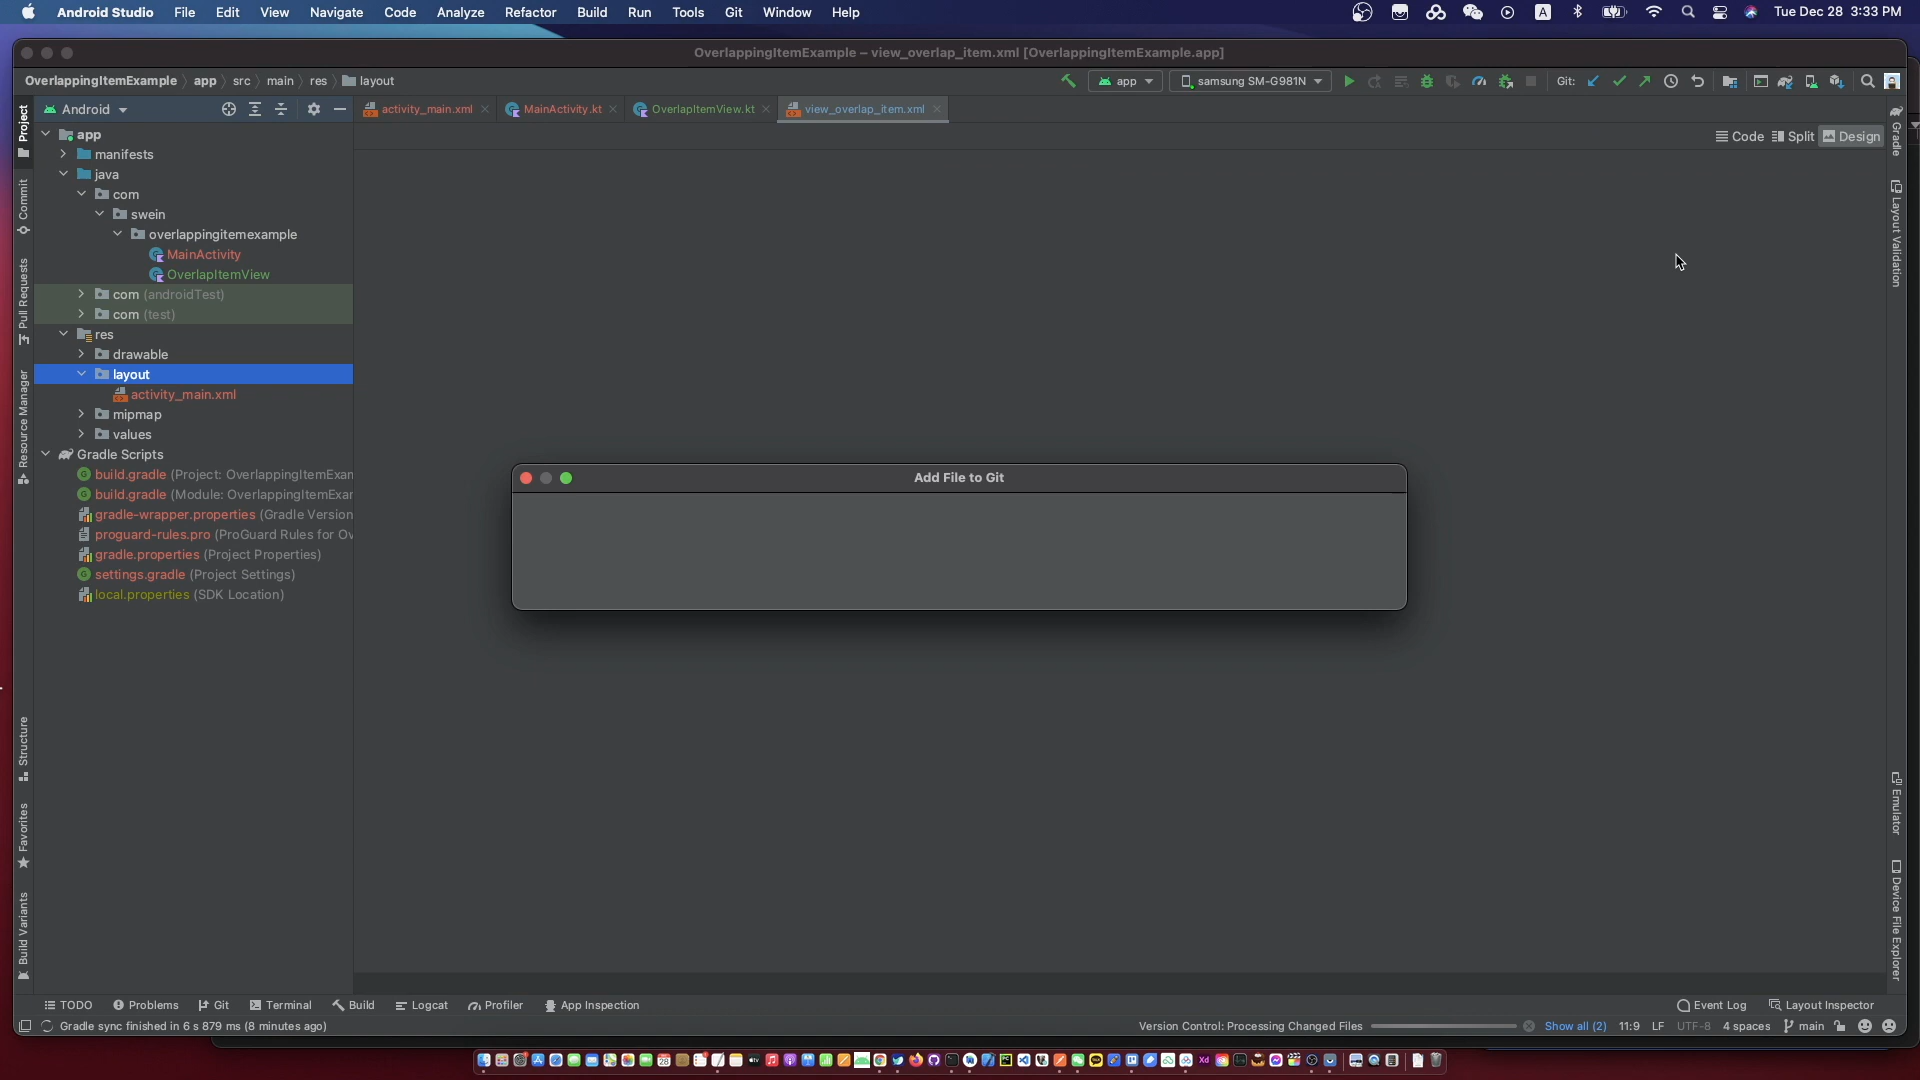 Android Studio File Edit View Navigate Code Analyze Refactor Build Run Tools Git Window Help
A
Tue Dec 28 3:33 PM
OverlappingItemExample – view_overlap_item.xml [OverlappingItemExample.app]
OverlappingItemExample app src main res layout
app
samsung SM-G981N
Git:
Android
activity_main.xml
MainActivity.kt
OverlapItemView.kt
view_overlap_item.xml
Code Split Design
app
manifests
java
com
swein
overlappingitemexample
MainActivity
OverlapItemView
com (androidTest)
com (test)
res
drawable
layout
activity_main.xml
mipmap
values
Gradle Scripts
build.gradle (Project: OverlappingItemExam
build.gradle (Module: OverlappingItemExar
gradle-wrapper.properties (Gradle Version
proguard-rules.pro (ProGuard Rules for Ov
gradle.properties (Project Properties)
settings.gradle (Project Settings)
local.properties (SDK Location)
Project
Commit
Pull Requests
Resource Manager
Structure
Favorites
Build Variants
Add File to Git
Gradle
Layout Validation
Emulator
Device File Explorer
TODO Problems Git Terminal Build Logcat Profiler App Inspection
Event Log Layout Inspector
Gradle sync finished in 6 s 879 ms (8 minutes ago)
Version Control: Processing Changed Files
Show all (2) 11:9 LF UTF-8 4 spaces main